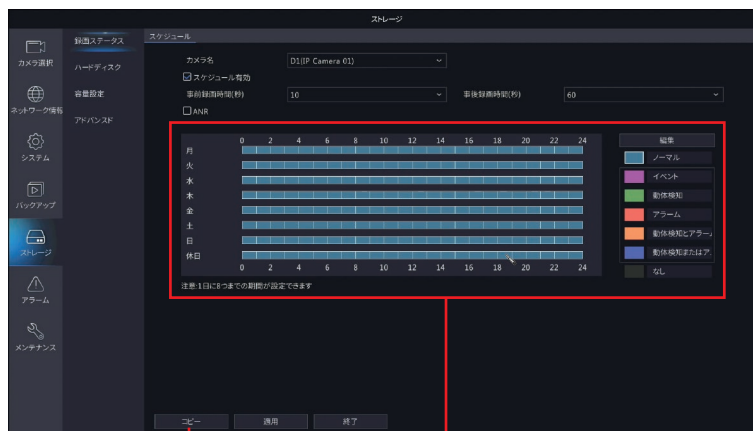 ストレージ
カメラ選択
ネットワーク情報
システム
バックアップ
ストレージ
アラーム
メンテナンス
録画ステータス
ハードディスク
容量設定
アドバンスド
スケジュール
カメラ名 D1(IP Camera 01)
スケジュール有効
事前録画時間(秒) 10 事後録画時間(秒) 60
ANR
0 2 4 6 8 10 12 14 16 18 20 22 24
月
火
水
木
金
土
日
休日
0 2 4 6 8 10 12 14 16 18 20 22 24
注意:1日に8つまでの期間が設定できます
編集
ノーマル
イベント
動体検知
アラーム
動体検知とアラー
動体検知またはア.
なし
コピー 適用 終了